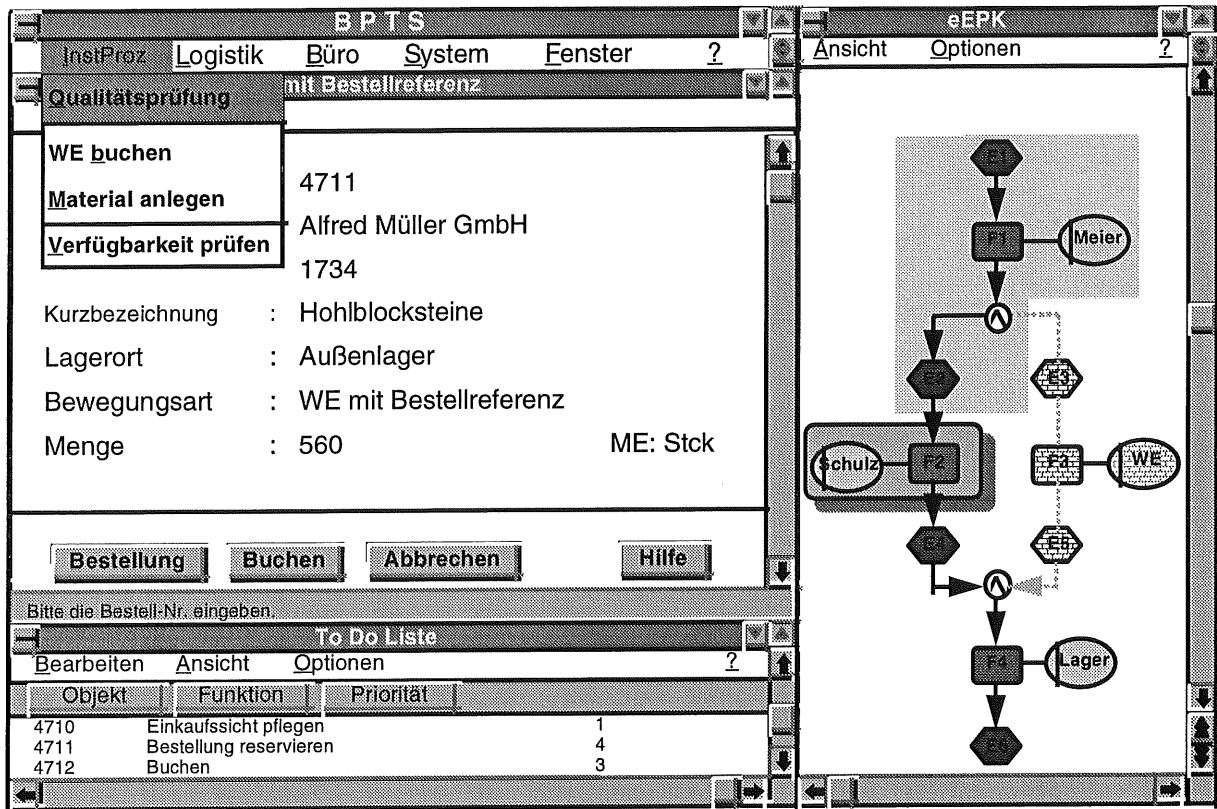 BPTS
InstProz Logistik Büro System Fenster ?
mit Bestellreferenz
Qualitätsprüfung
WE buchen
Material anlegen
Verfügbarkeit prüfen
4711
Alfred Müller GmbH
1734
Kurzbezeichnung : Hohlblocksteine
Lagerort : Außenlager
Bewegungsart : WE mit Bestellreferenz
Menge : 560 ME: Stck
Bestellung Buchen Abbrechen Hilfe
Bitte die Bestell-Nr. eingeben.
To Do Liste
Bearbeiten Ansicht Optionen ?
Objekt Funktion Priorität
4710 Einkaufssicht pflegen 1
4711 Bestellung reservieren 4
4712 Buchen 3
eEPK
Ansicht Optionen ?
E1
F1 Meier
Λ
E2 E3
Schulz F2 F3 WE
E4 E5
Λ
F4 Lager
E6